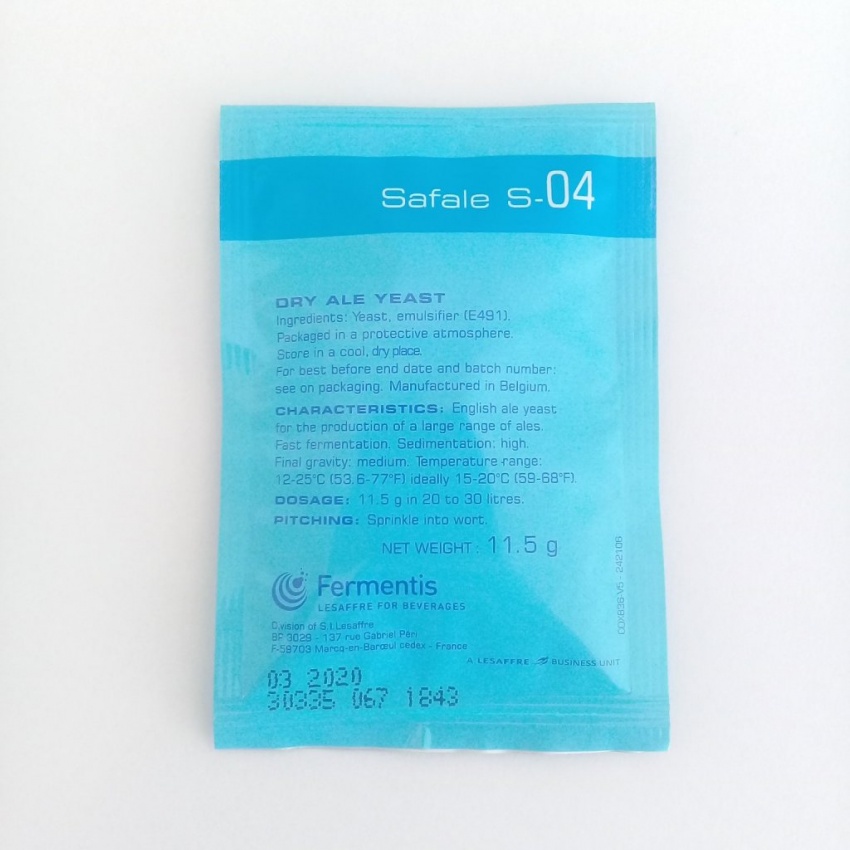 Safale S-04
DRY ALE YEAST
Ingredients: Yeast, emulsifier (E491).
Packaged in a protective atmosphere.
Store in a cool, dry place.
For best before end date and batch number:
see on packaging. Manufactured in Belgium.
CHARACTERISTICS: English ale yeast
for the production of a large range of ales.
Fast fermentation. Sedimentation: high.
Final gravity: medium. Temperature range:
12-25°C (53.6-77°F) ideally 15-20°C (59-68°F).
DOSAGE: 11.5 g in 20 to 30 litres.
PITCHING: Sprinkle into wort.
NET WEIGHT: 11.5 g
Fermentis
LESAFFRE FOR BEVERAGES
Division of S.I.Lesaffre
BP 3029 - 137 rue Gabriel Péri
F-59703 Marcq-en-Barœul cedex - France
A LESAFFRE BUSINESS UNIT
03 2020
30335 067 1843